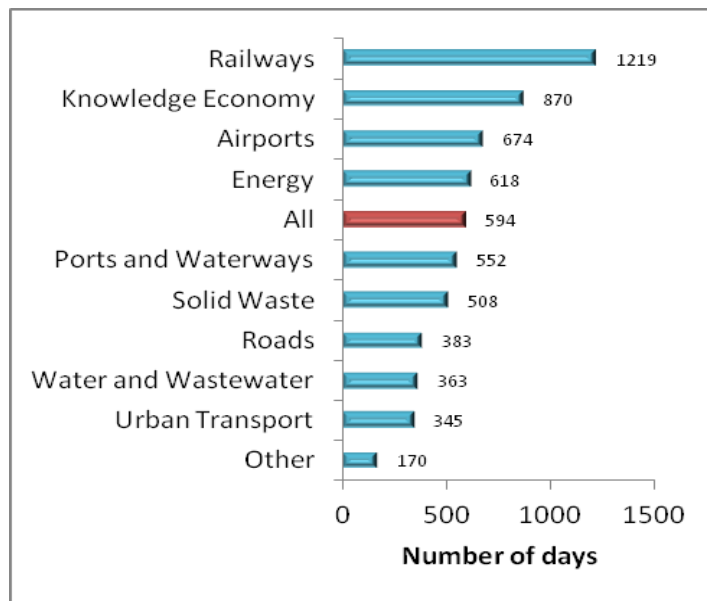 Railways 1219
Knowledge Economy 870
Airports 674
Energy 618
All 594
Ports and Waterways 552
Solid Waste 508
Roads 383
Water and Wastewater 363
Urban Transport 345
Other 170
0 500 1000 1500
Number of days